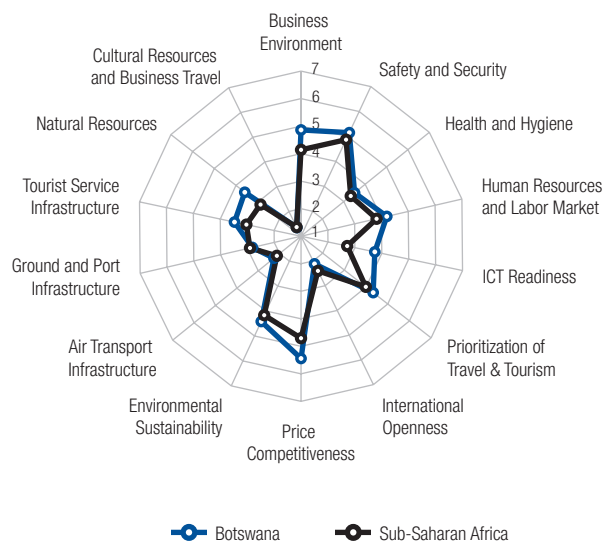 Business
Environment
Cultural Resources
and Business Travel
Safety and Security
Natural Resources
Health and Hygiene
Tourist Service
Infrastructure
Human Resources
and Labor Market
Ground and Port
Infrastructure
ICT Readiness
Air Transport
Infrastructure
Prioritization of
Travel & Tourism
Environmental
Sustainability
International
Openness
Price
Competitiveness
7
6
5
4
3
2
1
Botswana
Sub-Saharan Africa